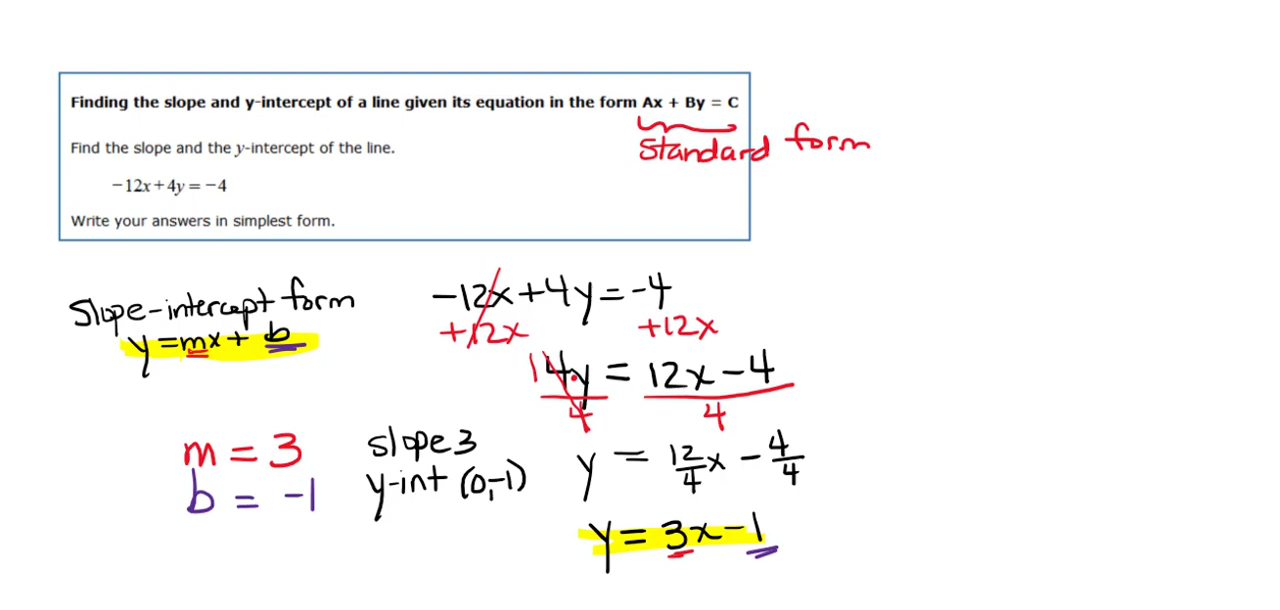 Finding the slope and y-intercept of a line given its equation in the form Ax + By = C
standard form
Find the slope and the y-intercept of the line.
−12x+4y = −4
Write your answers in simplest form.
Slope-intercept form
y = mx + b
−12x+4y = −4
+12x +12x
1 4y = 12x − 4
4 4
y = 12/4 x − 4/4
y = 3x − 1
m = 3
b = −1
slope 3
y-int (0,−1)